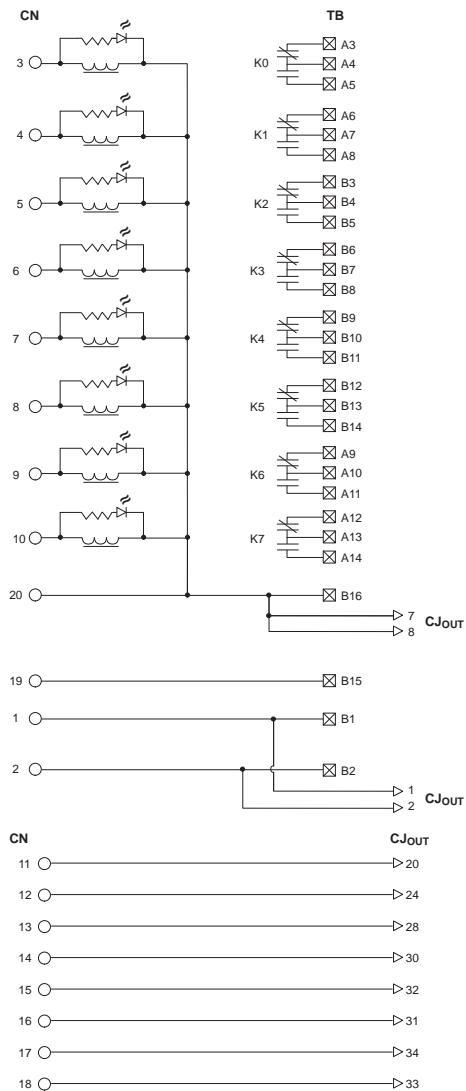 CN TB
A3
3 K0 A4
A5
A6
4 K1 A7
A8
B3
5 K2 B4
B5
B6
6 K3 B7
B8
B9
7 K4 B10
B11
B12
8 K5 B13
B14
A9
9 K6 A10
A11
A12
10 K7 A13
A14
20 B16
7
8 CJOUT
19 B15
1 B1
2 B2
1
2 CJOUT
CN CJOUT
11 20
12 24
13 28
14 30
15 32
16 31
17 34
18 33